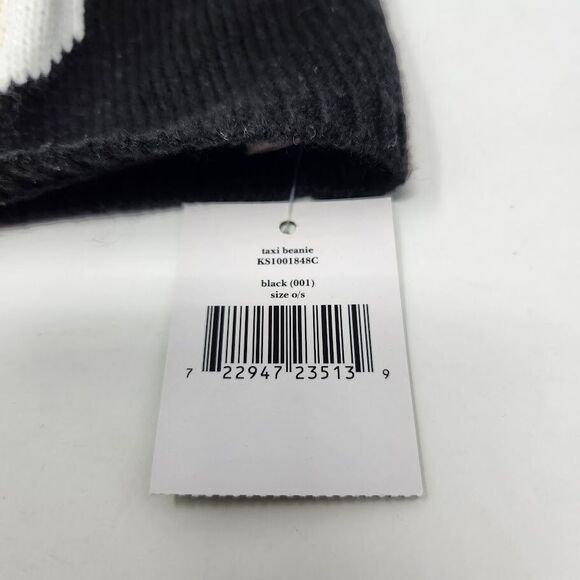 taxi beanie
KS1001848C
black (001)
size o/s
7 22947 23513 9